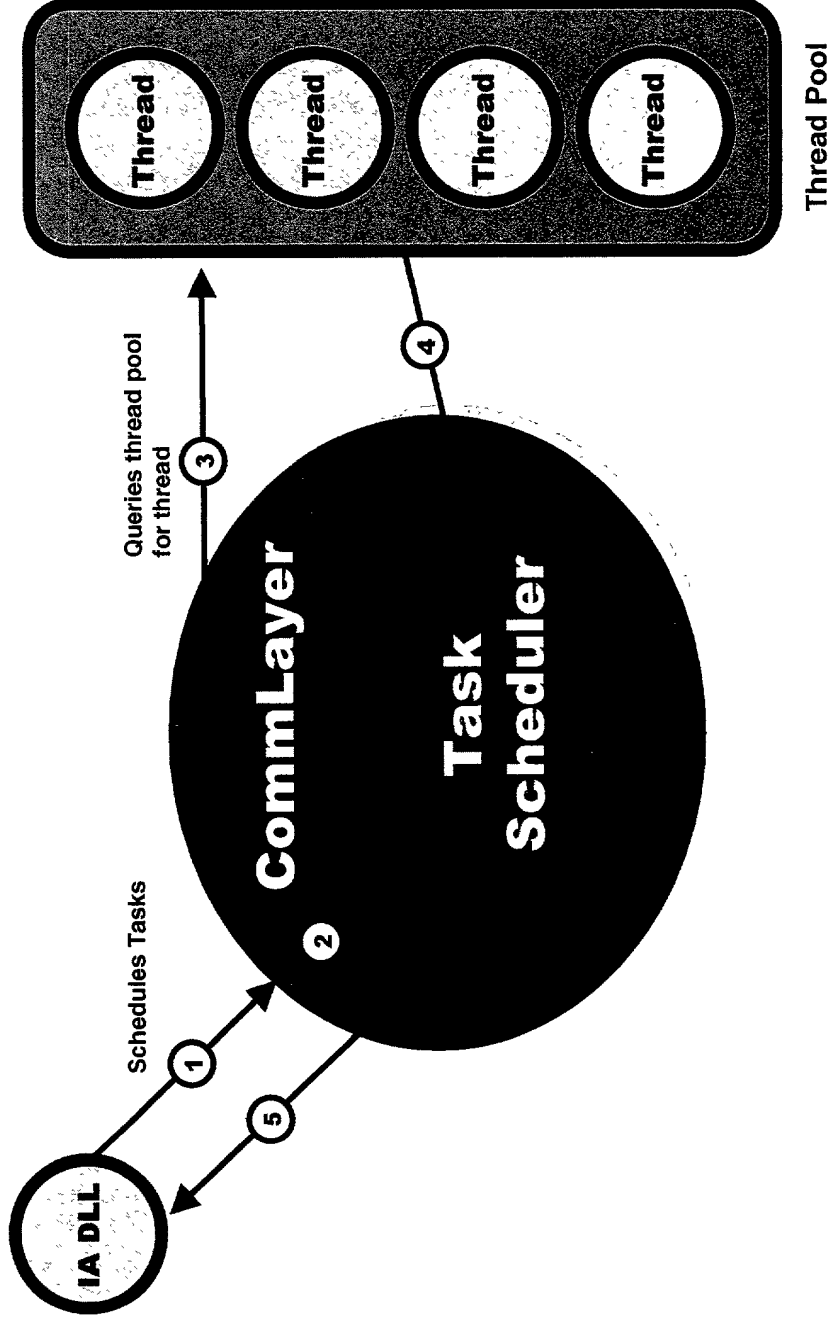 IA DLL
Schedules Tasks
1
5
2
CommLayer
Task
Scheduler
Queries thread pool
for thread
3
4
Thread
Thread
Thread
Thread
Thread Pool